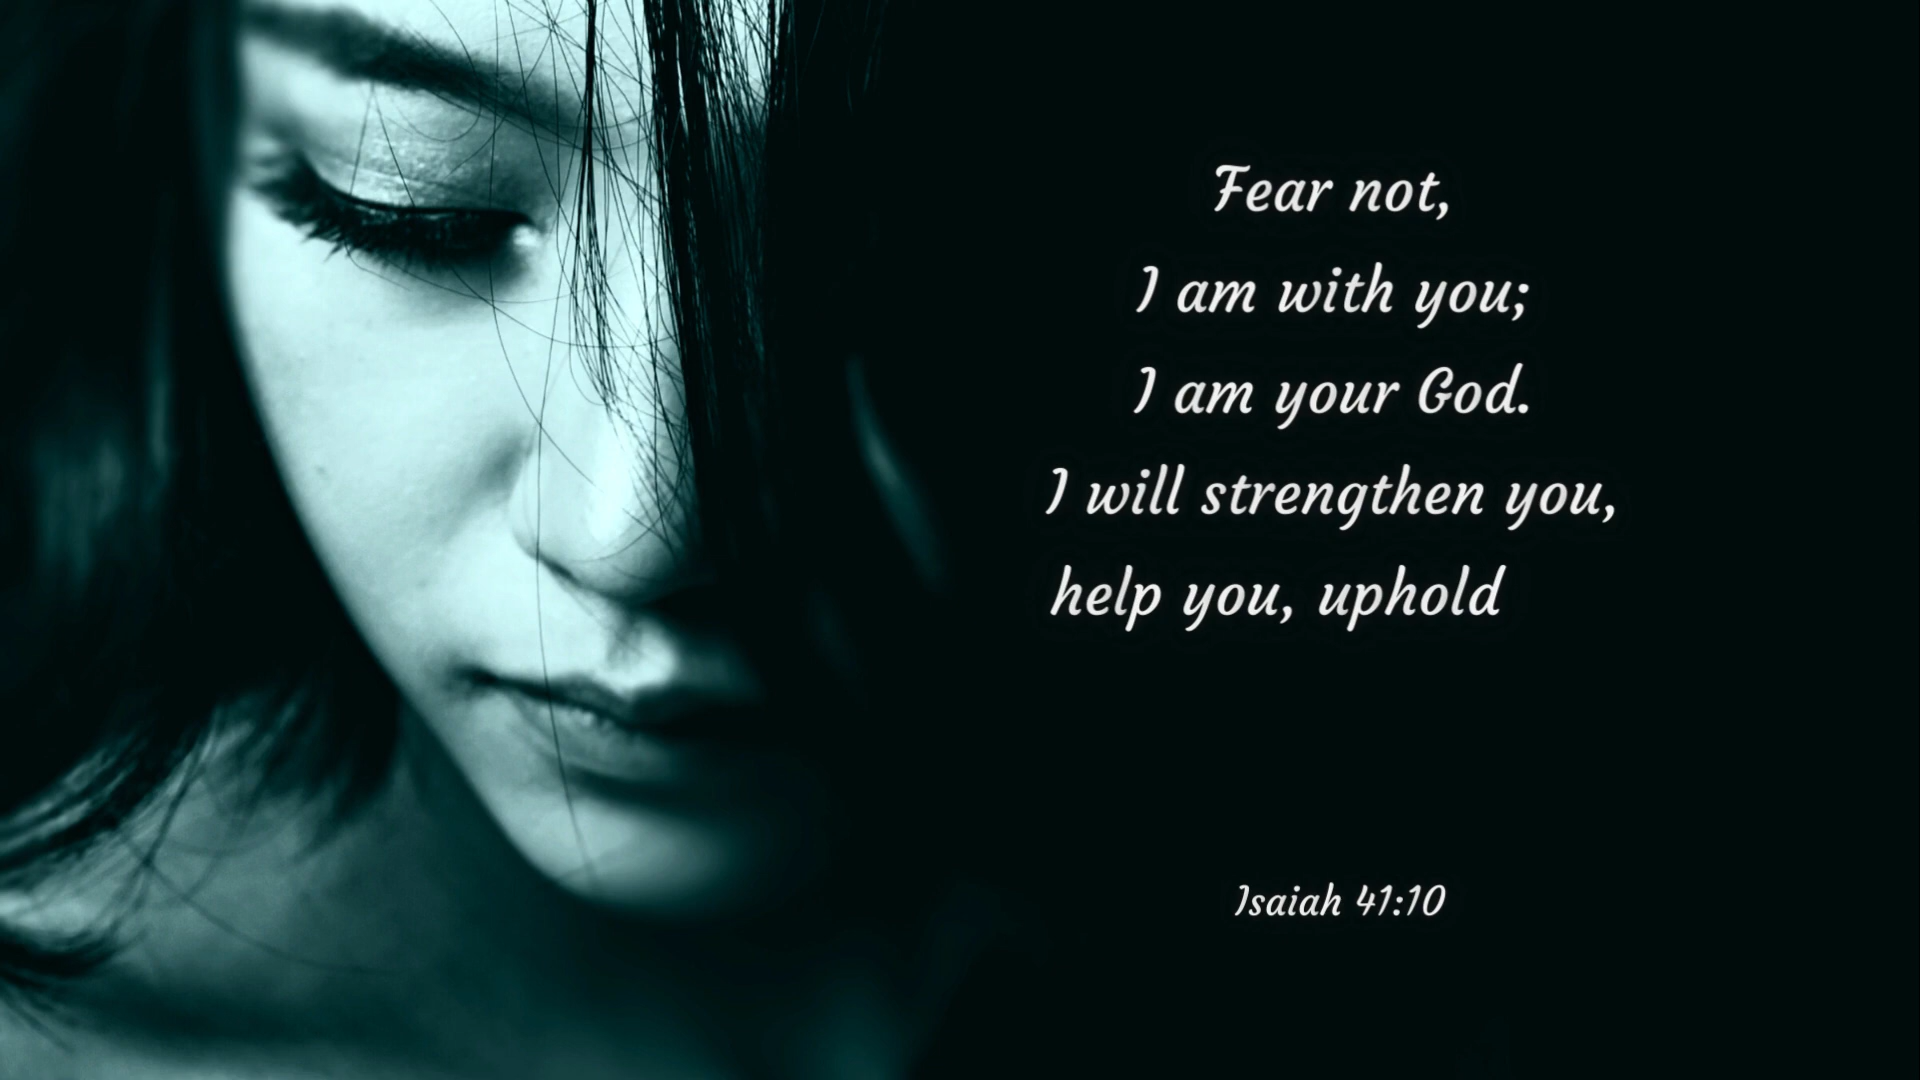 Fear not,
I am with you;
I am your God.
I will strengthen you,
help you, uphold
Isaiah 41:10